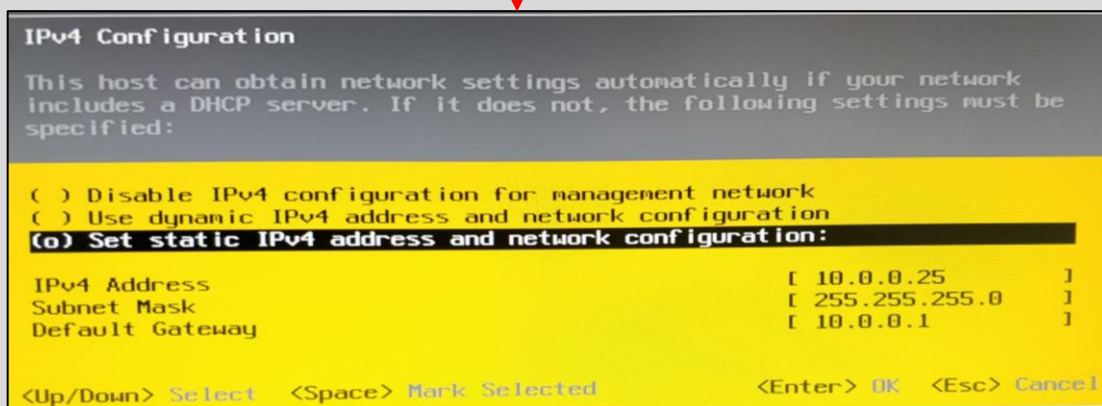 IPv4 Configuration
This host can obtain network settings automatically if your network
includes a DHCP server. If it does not, the following settings must be
specified:
( ) Disable IPv4 configuration for management network
( ) Use dynamic IPv4 address and network configuration
(o) Set static IPv4 address and network configuration:
IPv4 Address [ 10.0.0.25 ]
Subnet Mask [ 255.255.255.0 ]
Default Gateway [ 10.0.0.1 ]
<Up/Down> Select <Space> Mark Selected <Enter> OK <Esc> Cancel